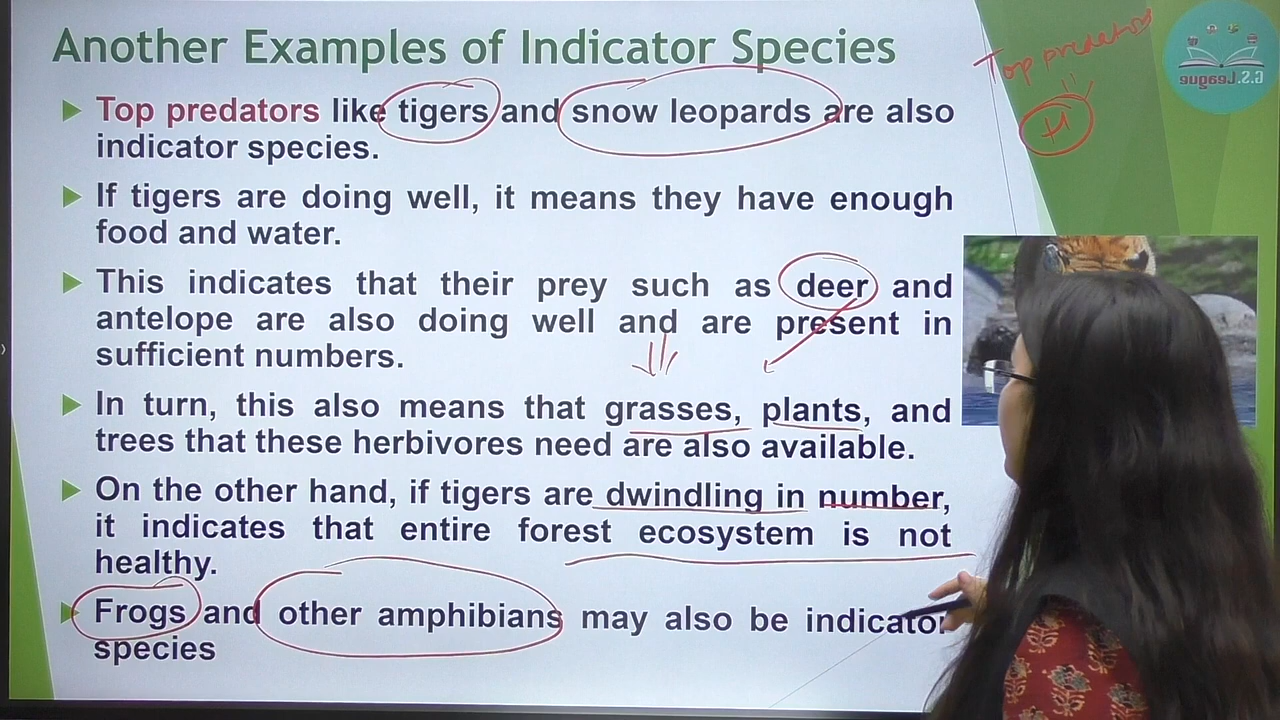 Another Examples of Indicator Species
Top predators like tigers and snow leopards are also
indicator species.
If tigers are doing well, it means they have enough
food and water.
This indicates that their prey such as deer and
antelope are also doing well and are present in
sufficient numbers.
In turn, this also means that grasses, plants, and
trees that these herbivores need are also available.
On the other hand, if tigers are dwindling in number,
it indicates that entire forest ecosystem is not
healthy.
Frogs and other amphibians may also be indicator
species
Top predators
G.S.League